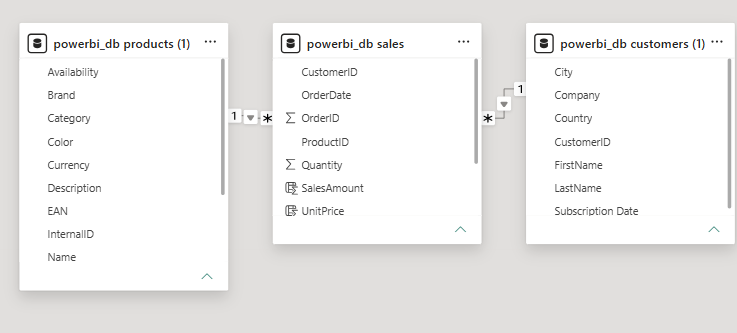 powerbi_db products (1) ...
Availability
Brand
Category
Color
Currency
Description
EAN
InternalID
Name
1
*
powerbi_db sales ...
CustomerID
OrderDate
Σ OrderID
ProductID
Σ Quantity
SalesAmount
UnitPrice
*
1
powerbi_db customers (1) ...
City
Company
Country
CustomerID
FirstName
LastName
Subscription Date